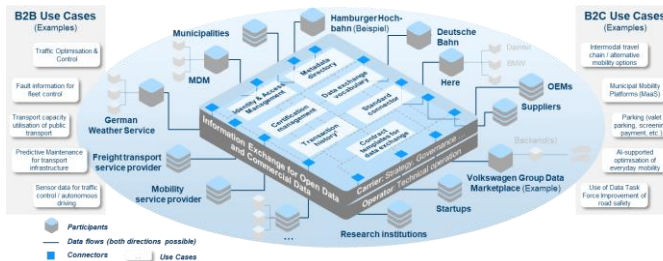 B2B Use Cases
(Examples)
Traffic Optimisation &
Control
Fault information for
fleet control
Transport capacity
utilisation of public
transport
Predictive Maintenance
for transport
infrastructure
Sensor data for traffic
control / autonomous
driving
Municipalities
Hamburger Hoch-
bahn (Beispiel)
Deutsche
Bahn
Daimler
BMW
MDM
Here
OEMs
Suppliers
German
Weather Service
Freight transport
service provider
Mobility
service provider
...
Research institutions
Startups
Volkswagen Group Data
Marketplace (Example)
Backend(s)
Metadata
directory
Identity & Access
Management
Data exchange
vocabulary
Certification
management
Standard
connector
Transaction
history¹
Contract
templates for
data exchange
Information Exchange for Open Data
and Commercial Data
Carrier: Strategy, Governance
Operator Technical operation
B2C Use Cases
(Examples)
Intermodal travel
chain / alternative
mobility options
Municipal Mobility
Platforms (MaaS)
Parking (valet
parking, screening,
payment, etc.)
AI-supported
optimisation of
everyday mobility
Use of Data Task
Force Improvement of
road safety
Participants
Data flows (both directions possible)
Connectors
Use Cases